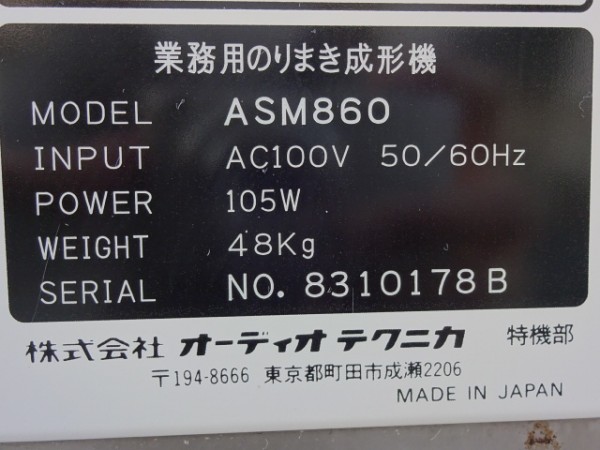 業務用のりまき成形機
MODEL ASM860
INPUT AC100V 50/60Hz
POWER 105W
WEIGHT 48Kg
SERIAL NO. 8310178B
株式会社 オーディオテクニカ 特機部
〒194-8666 東京都町田市成瀬2206
MADE IN JAPAN